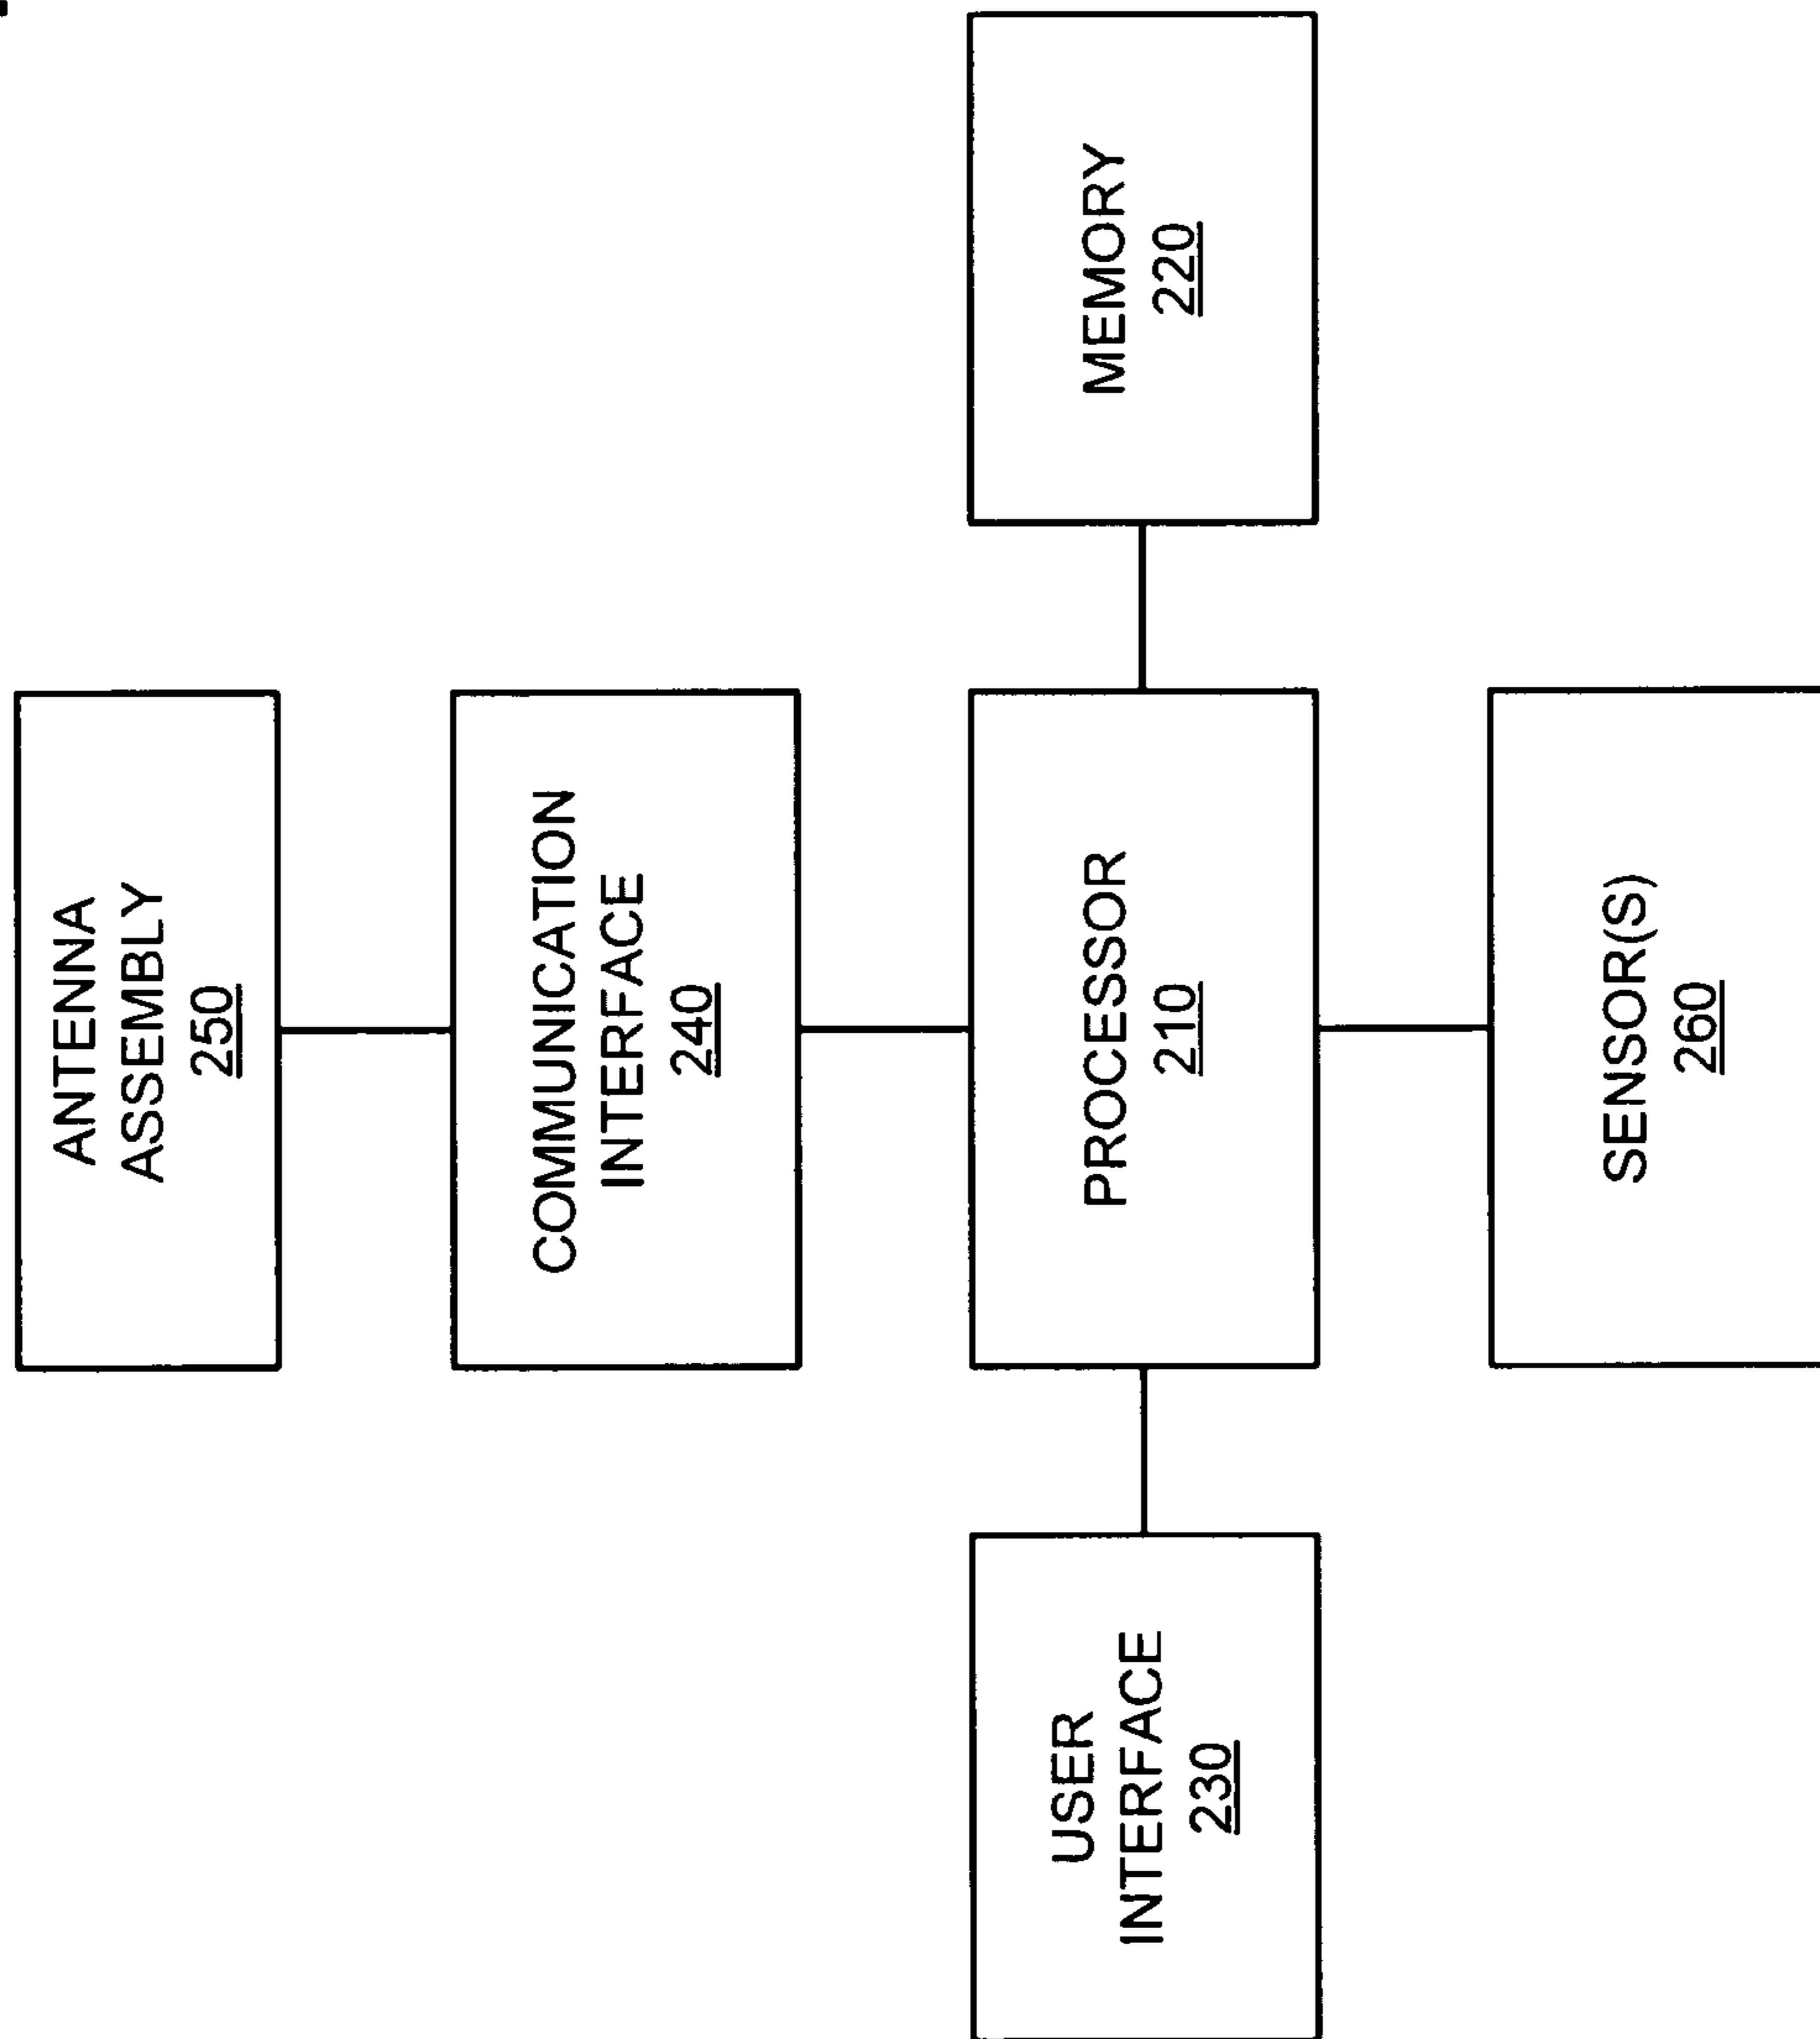 ANTENNA
ASSEMBLY
250
COMMUNICATION
INTERFACE
240
USER
INTERFACE
230
PROCESSOR
210
MEMORY
220
SENSOR(S)
260